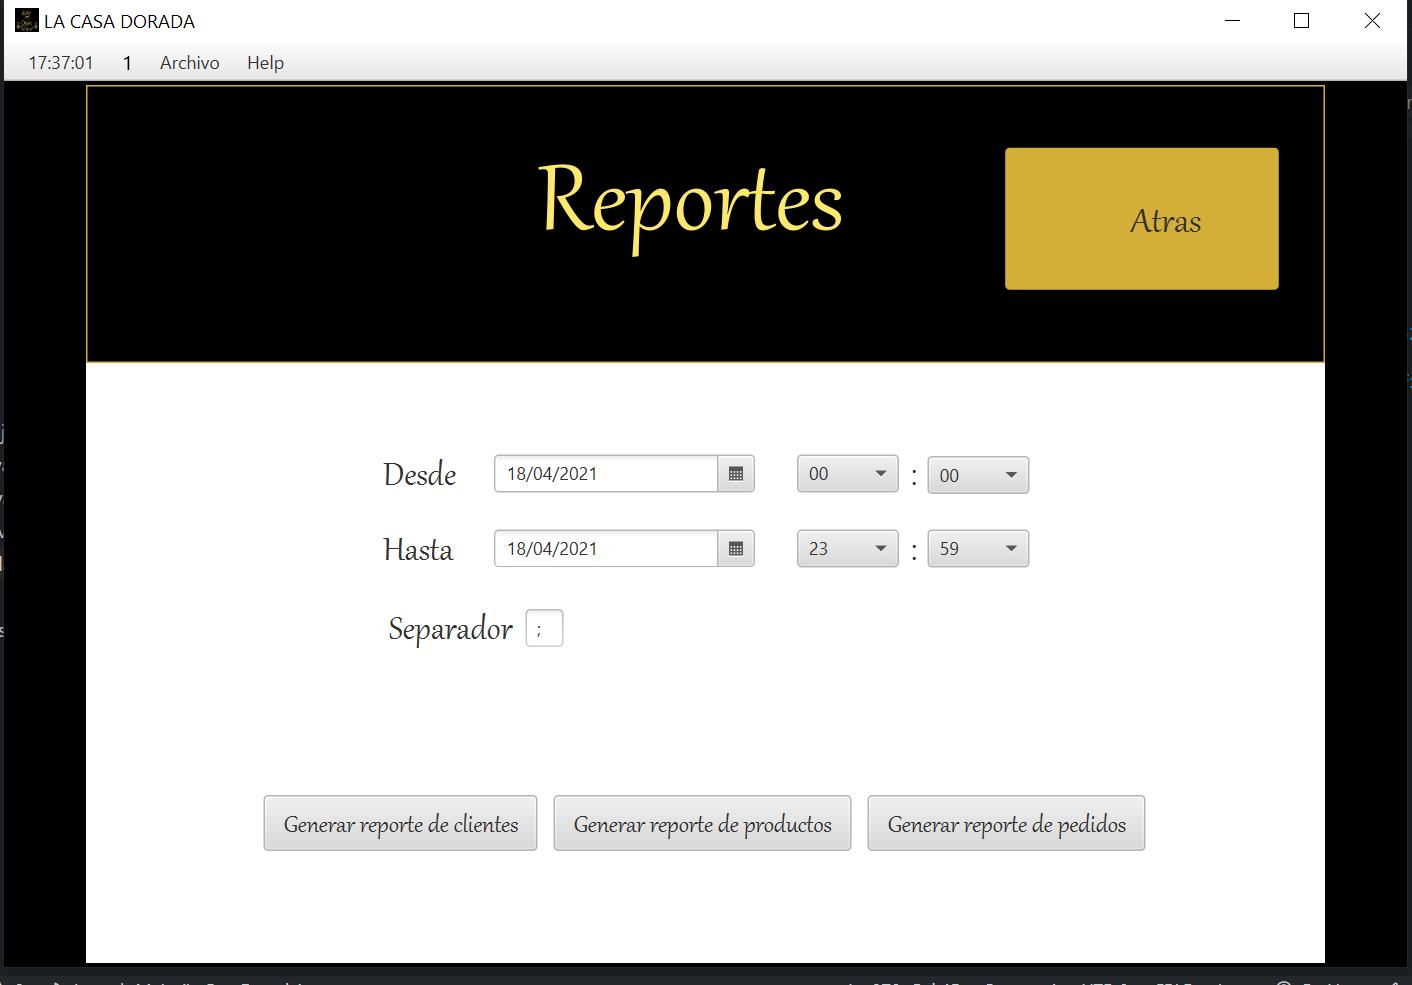 LA CASA DORADA
17:37:01 1 Archivo Help
Reportes
Atras
Desde 18/04/2021 00 : 00
Hasta 18/04/2021 23 : 59
Separador ;
Generar reporte de clientes Generar reporte de productos Generar reporte de pedidos